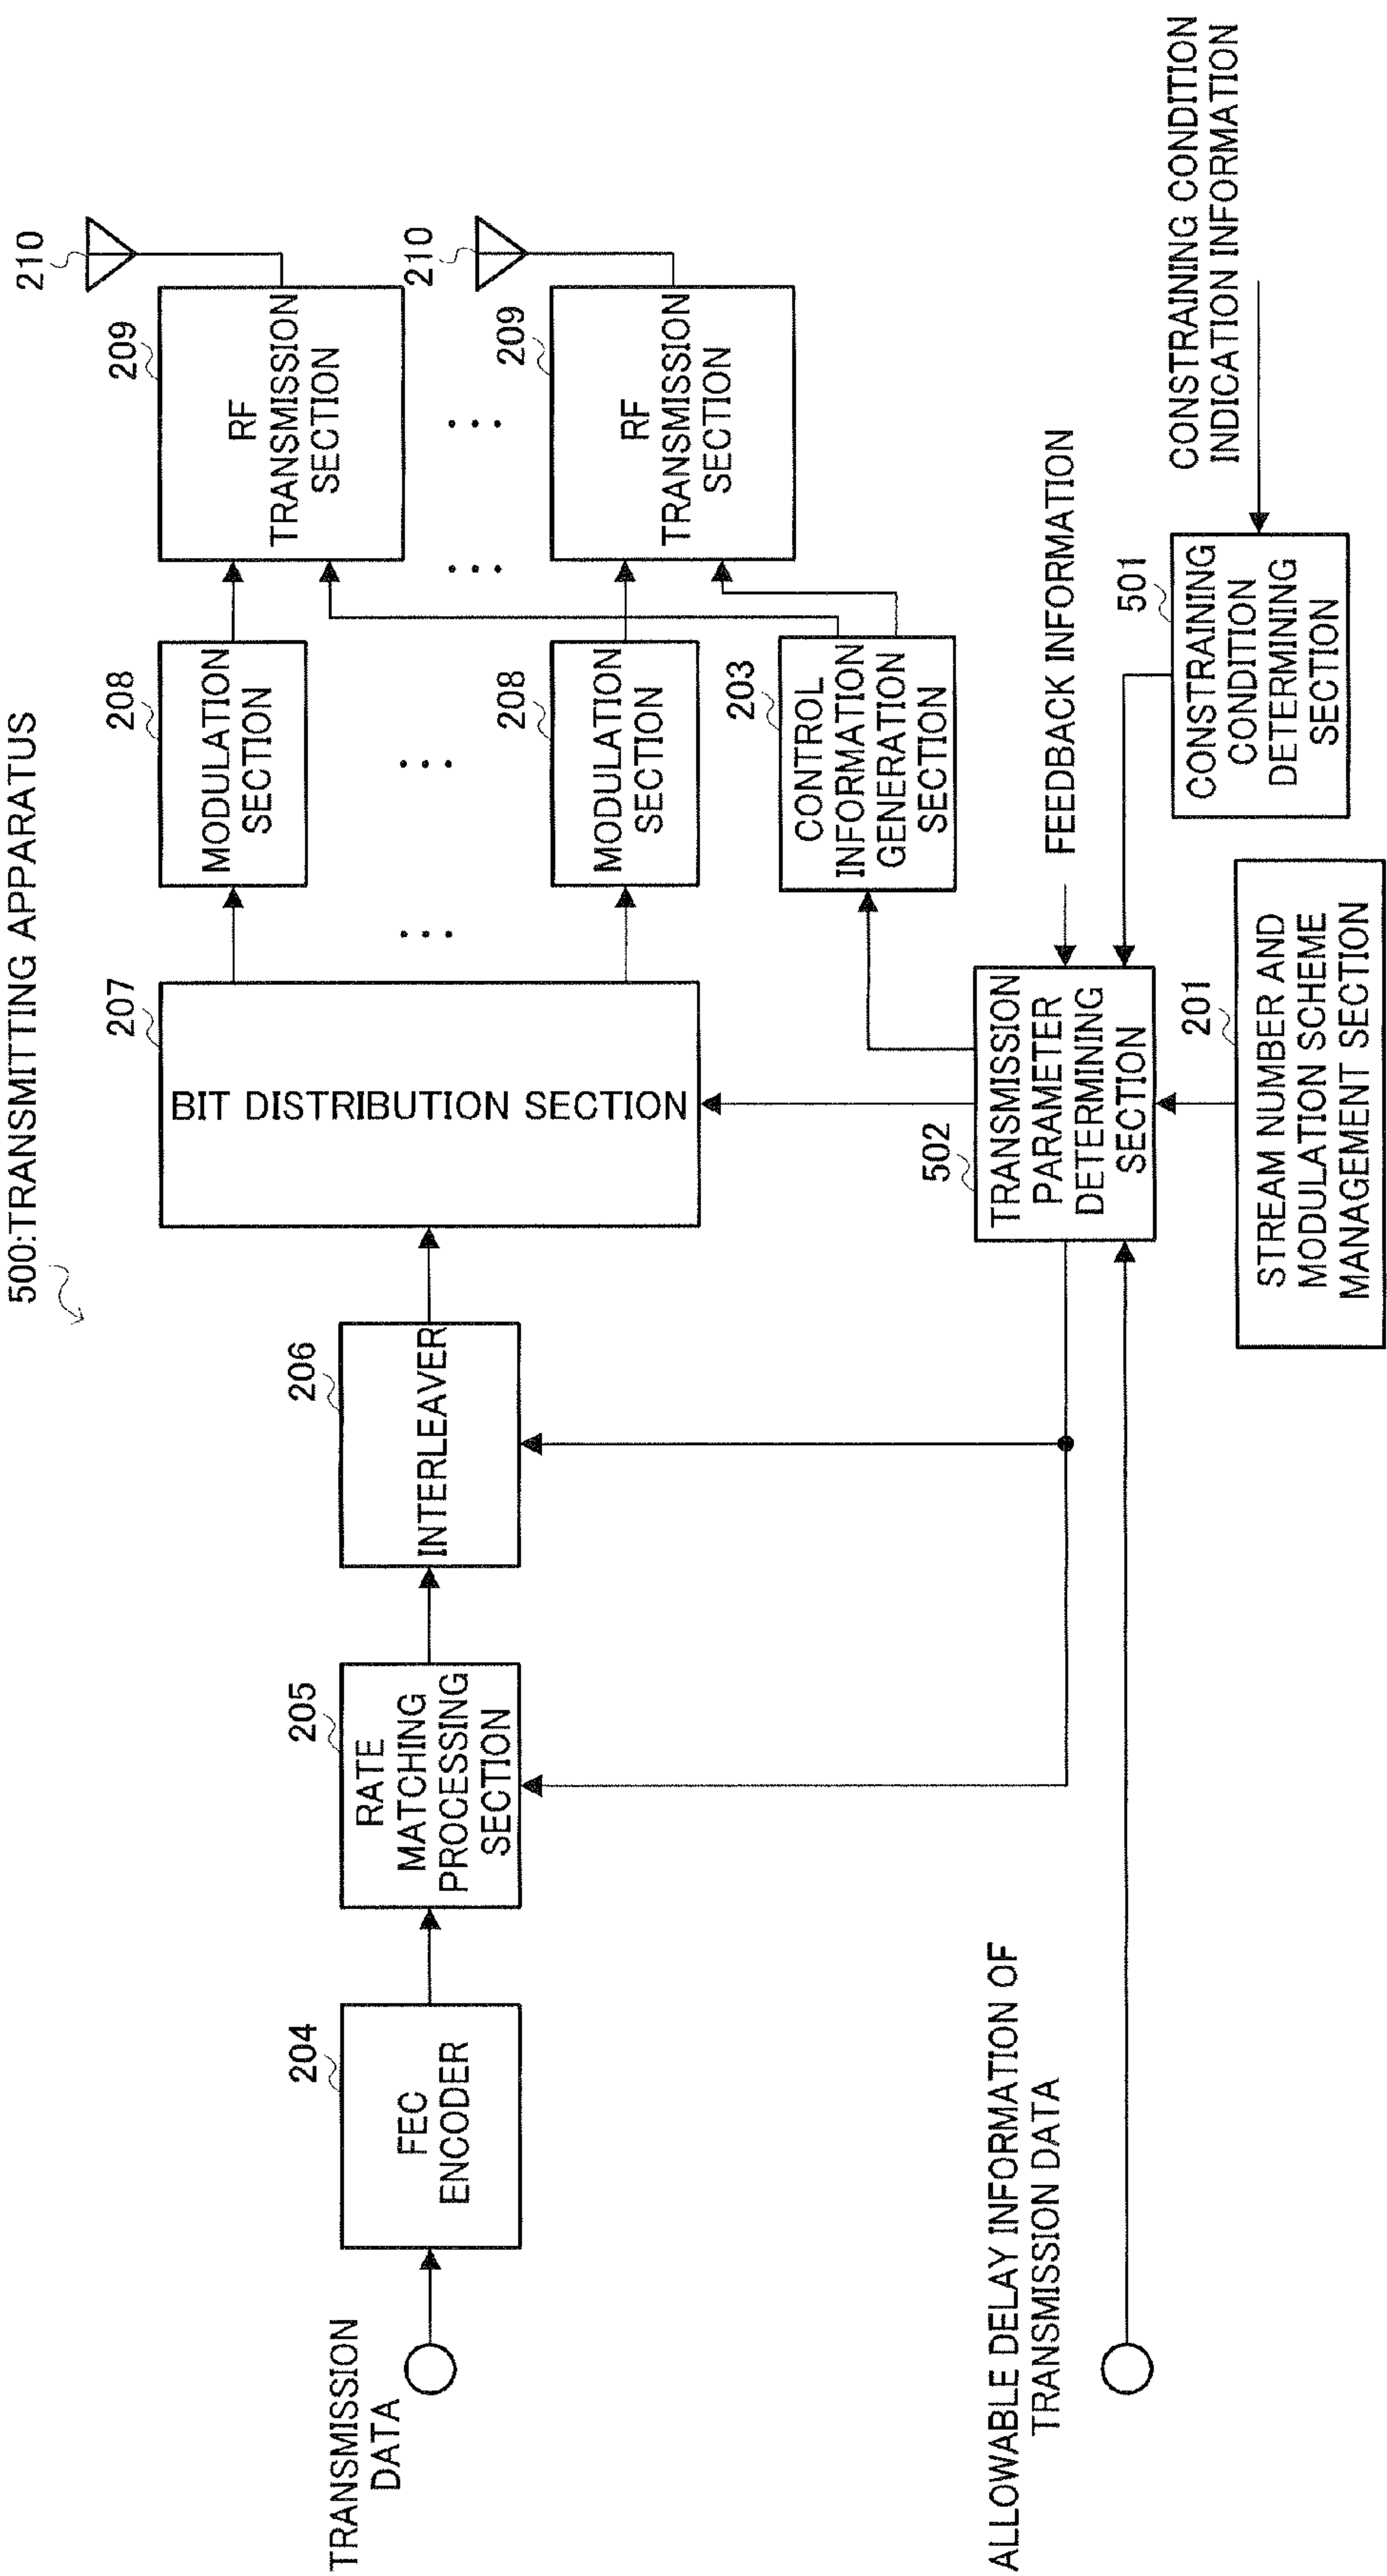 500:TRANSMITTING APPARATUS
TRANSMISSION
DATA
204
FEC
ENCODER
205
RATE
MATCHING
PROCESSING
SECTION
206
INTERLEAVER
207
BIT DISTRIBUTION SECTION
208
MODULATION
SECTION
209
RF
TRANSMISSION
SECTION
210
...
...
...
...
208
MODULATION
SECTION
209
RF
TRANSMISSION
SECTION
210
203
CONTROL
INFORMATION
GENERATION
SECTION
ALLOWABLE DELAY INFORMATION OF
TRANSMISSION DATA
502
TRANSMISSION
PARAMETER
DETERMINING
SECTION
FEEDBACK INFORMATION
501
CONSTRAINING
CONDITION
DETERMINING
SECTION
CONSTRAINING CONDITION
INDICATION INFORMATION
201
STREAM NUMBER AND
MODULATION SCHEME
MANAGEMENT SECTION